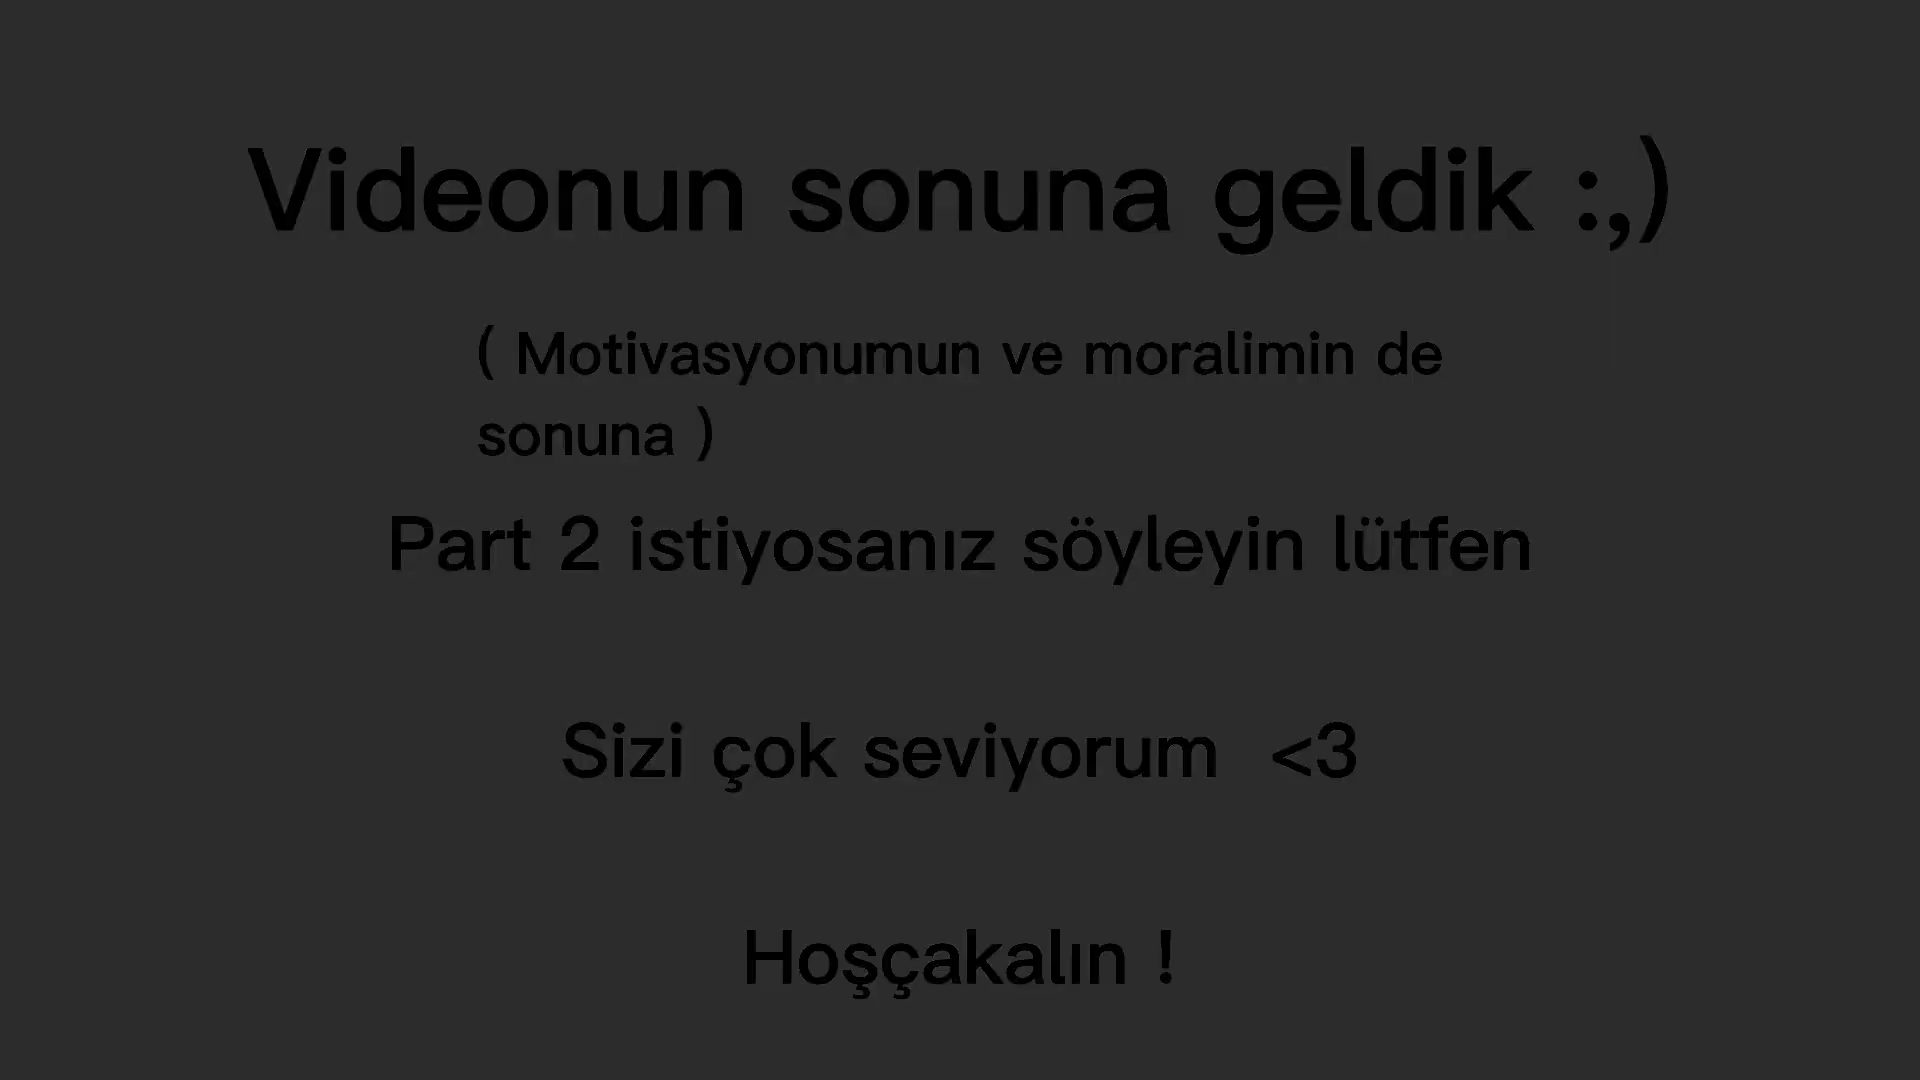 Videonun sonuna geldik :,)
( Motivasyonumun ve moralimin de
sonuna )
Part 2 istiyosanız söyleyin lütfen
Sizi çok seviyorum  <3
Hoşçakalın !